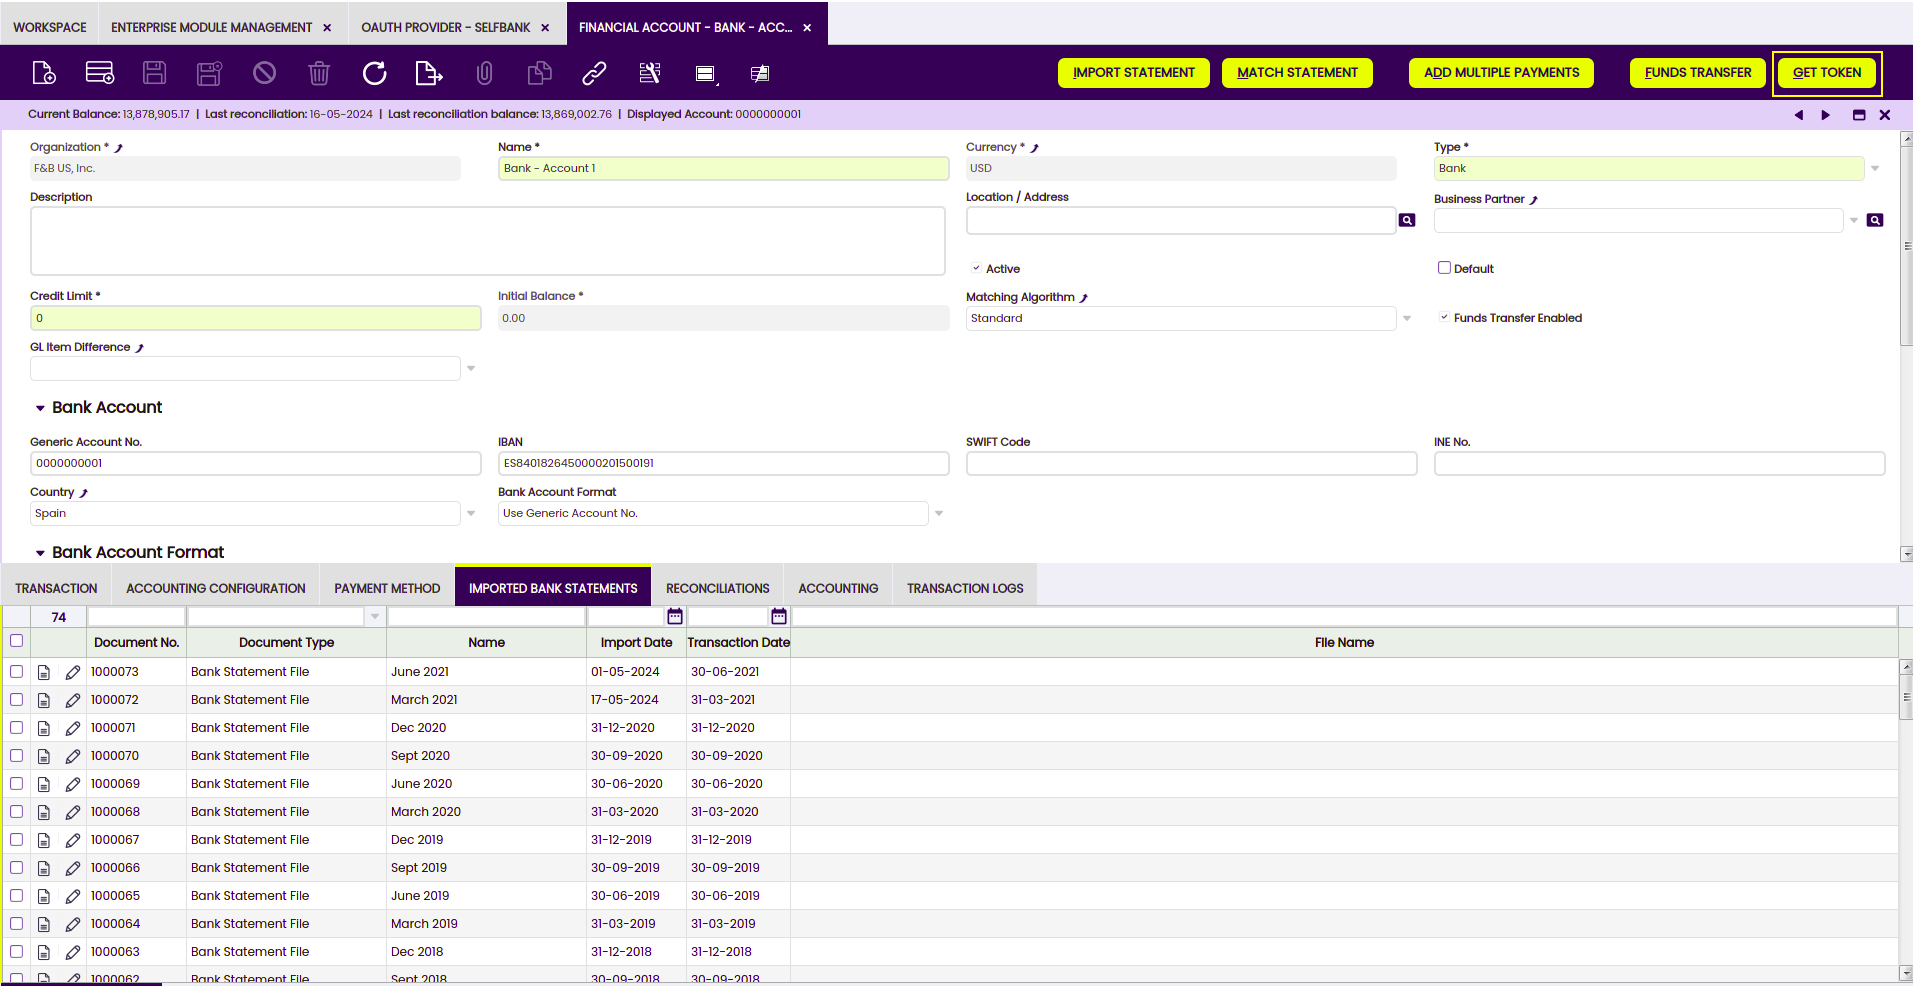 WORKSPACE ENTERPRISE MODULE MANAGEMENT × OAUTH PROVIDER - SELFBANK × FINANCIAL ACCOUNT - BANK - ACC... ×
IMPORT STATEMENT MATCH STATEMENT ADD MULTIPLE PAYMENTS FUNDS TRANSFER GET TOKEN
Current Balance: 13,878,905.17 | Last reconciliation: 16-05-2024 | Last reconciliation balance: 13,869,002.76 | Displayed Account: 0000000001
Organization * Name * Currency * Type *
F&B US, Inc. Bank - Account 1 USD Bank
Description Location / Address Business Partner
Active Default
Credit Limit * Initial Balance * Matching Algorithm
0 0.00 Standard Funds Transfer Enabled
GL Item Difference
Bank Account
Generic Account No. IBAN SWIFT Code INE No.
0000000001 ES8401826450000201500191
Country Bank Account Format
Spain Use Generic Account No.
Bank Account Format
TRANSACTION ACCOUNTING CONFIGURATION PAYMENT METHOD IMPORTED BANK STATEMENTS RECONCILIATIONS ACCOUNTING TRANSACTION LOGS
74
Document No. Document Type Name Import Date Transaction Date File Name
1000073 Bank Statement File June 2021 01-05-2024 30-06-2021
1000072 Bank Statement File March 2021 17-05-2024 31-03-2021
1000071 Bank Statement File Dec 2020 31-12-2020 31-12-2020
1000070 Bank Statement File Sept 2020 30-09-2020 30-09-2020
1000069 Bank Statement File June 2020 30-06-2020 30-06-2020
1000068 Bank Statement File March 2020 31-03-2020 31-03-2020
1000067 Bank Statement File Dec 2019 31-12-2019 31-12-2019
1000066 Bank Statement File Sept 2019 30-09-2019 30-09-2019
1000065 Bank Statement File June 2019 30-06-2019 30-06-2019
1000064 Bank Statement File March 2019 31-03-2019 31-03-2019
1000063 Bank Statement File Dec 2018 31-12-2018 31-12-2018
1000062 Bank Statement File Sept 2018 30-09-2018 30-09-2018